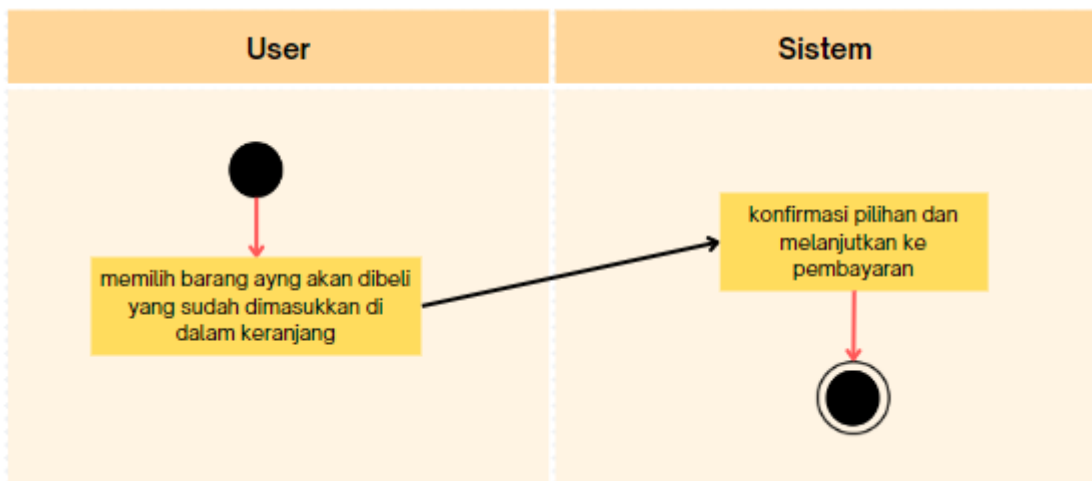 User
Sistem
memilih barang ayng akan dibeli
yang sudah dimasukkan di
dalam keranjang
konfirmasi pilihan dan
melanjutkan ke
pembayaran